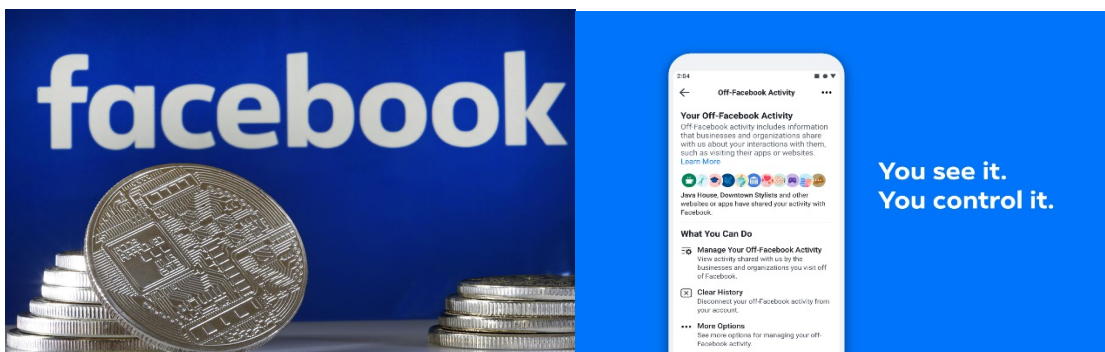 facebook
2:04
Off-Facebook Activity
Your Off-Facebook Activity
Off-Facebook activity includes information
that businesses and organizations share
with us about your interactions with them,
such as visiting their apps or websites.
Learn More
Java House, Downtown Stylists and other
websites or apps have shared your activity with
Facebook.
What You Can Do
Manage Your Off-Facebook Activity
View activity shared with us by the
businesses and organizations you visit off
of Facebook.
Clear History
Disconnect your off-Facebook activity from
your account.
More Options
See more options for managing your off-
Facebook activity.
You see it.
You control it.